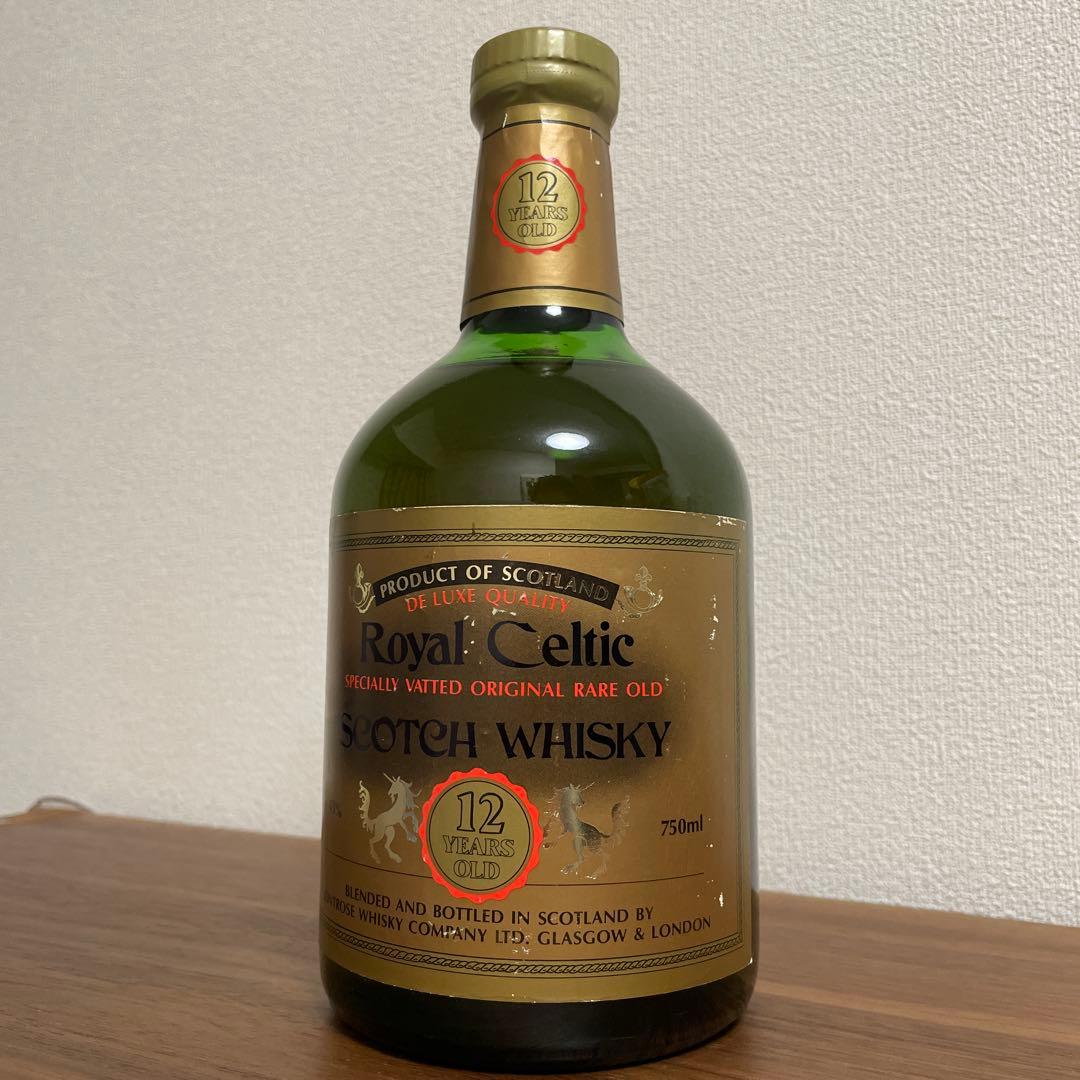 12
YEARS
OLD
PRODUCT OF SCOTLAND
DE LUXE QUALITY
Royal Celtic
SPECIALLY VATTED ORIGINAL RARE OLD
SCOTCH WHISKY
12
YEARS
OLD
750ml
BLENDED AND BOTTLED IN SCOTLAND BY
WHISKY COMPANY LTD. GLASGOW & LONDON